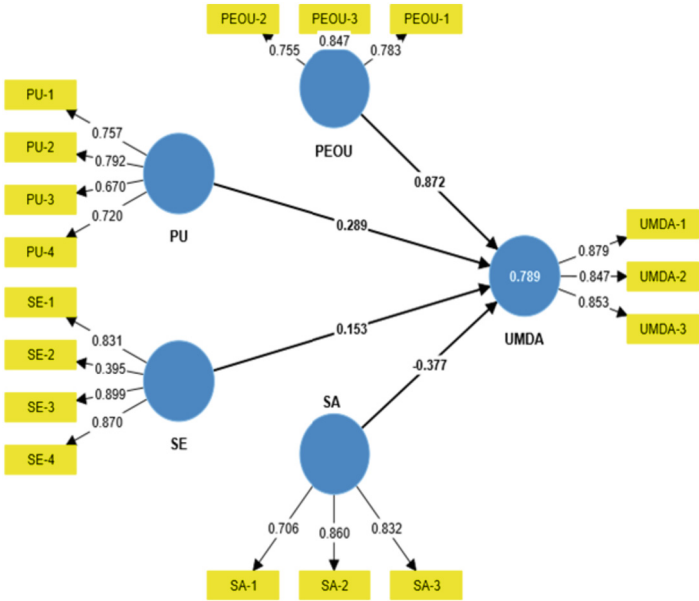 PEOU-2 PEOU-3 PEOU-1
0.755 0.847 0.783
PEOU
PU-1
PU-2
PU-3
PU-4
0.757
0.792
0.670
0.720
PU
0.872
0.289
0.153
-0.377
0.789
UMDA
0.879
0.847
0.853
UMDA-1
UMDA-2
UMDA-3
SE-1
SE-2
SE-3
SE-4
0.831
0.395
0.899
0.870
SE
SA
0.706 0.860 0.832
SA-1 SA-2 SA-3